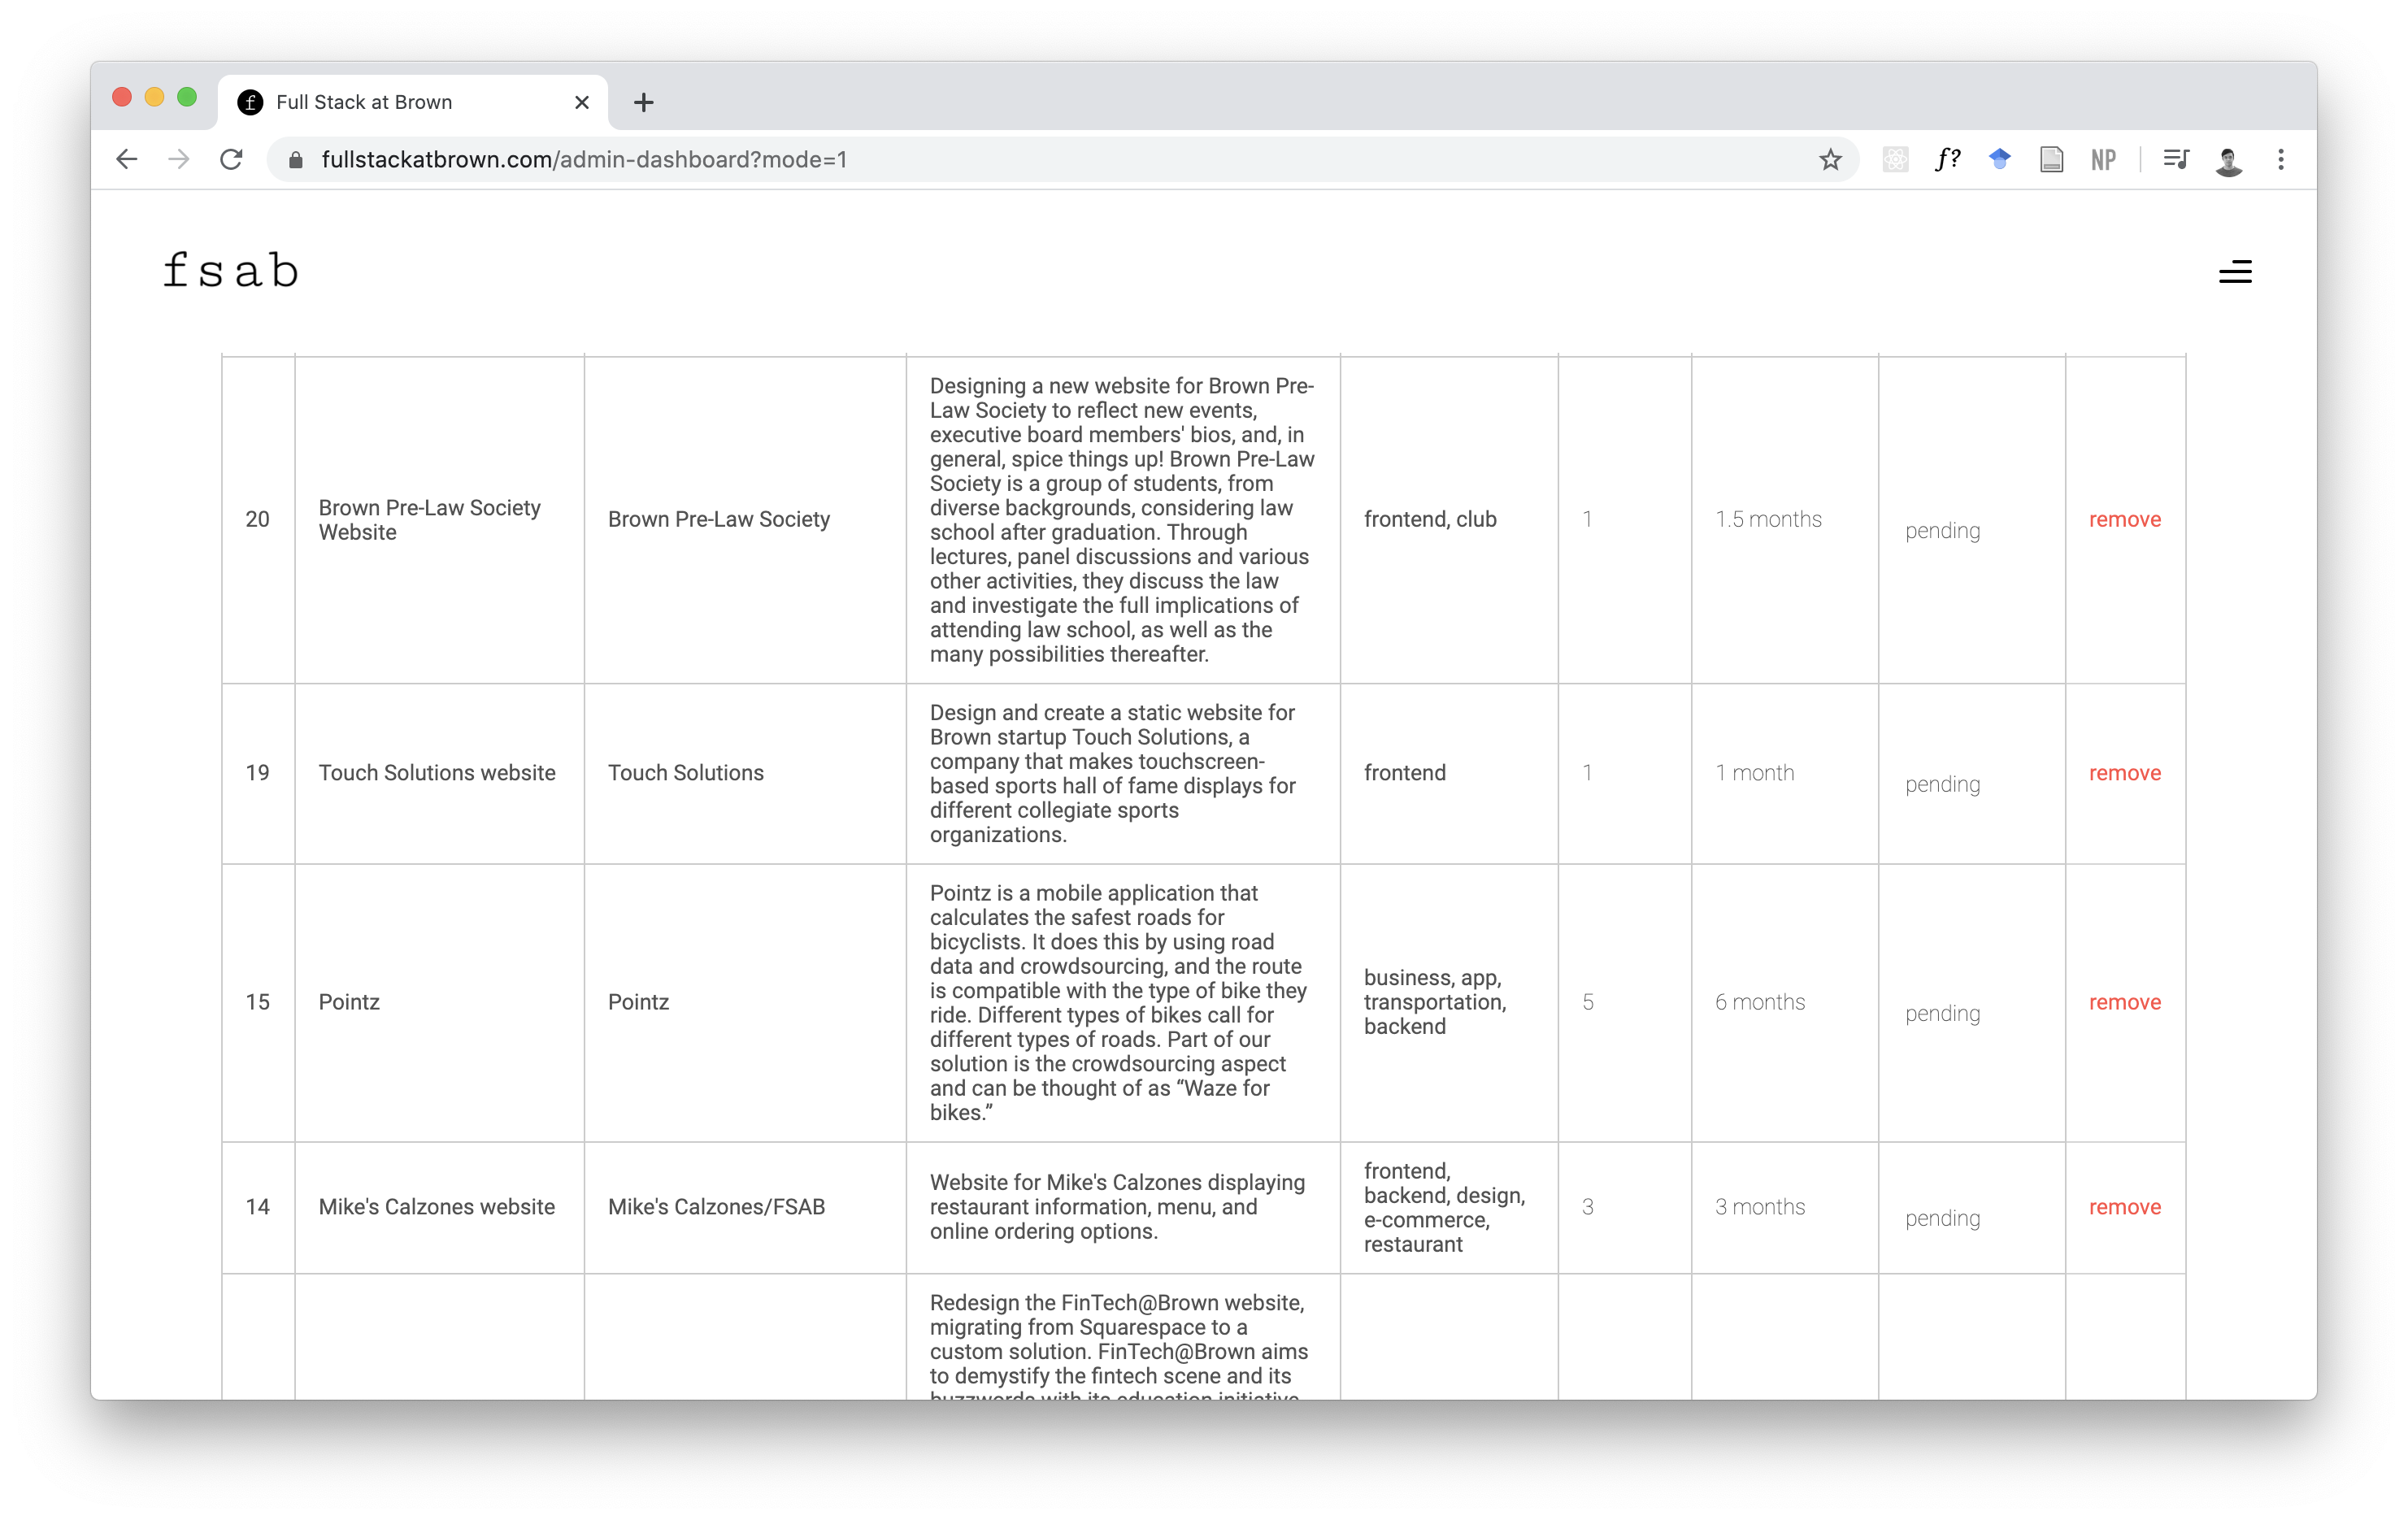 Full Stack at Brown
fullstackatbrown.com/admin-dashboard?mode=1
f?
NP
fsab
20
Brown Pre-Law Society
Website
Brown Pre-Law Society
Designing a new website for Brown Pre-
Law Society to reflect new events,
executive board members' bios, and, in
general, spice things up! Brown Pre-Law
Society is a group of students, from
diverse backgrounds, considering law
school after graduation. Through
lectures, panel discussions and various
other activities, they discuss the law
and investigate the full implications of
attending law school, as well as the
many possibilities thereafter.
frontend, club
1
1.5 months
pending
remove
19
Touch Solutions website
Touch Solutions
Design and create a static website for
Brown startup Touch Solutions, a
company that makes touchscreen-
based sports hall of fame displays for
different collegiate sports
organizations.
frontend
1
1 month
pending
remove
15
Pointz
Pointz
Pointz is a mobile application that
calculates the safest roads for
bicyclists. It does this by using road
data and crowdsourcing, and the route
is compatible with the type of bike they
ride. Different types of bikes call for
different types of roads. Part of our
solution is the crowdsourcing aspect
and can be thought of as “Waze for
bikes.”
business, app,
transportation,
backend
5
6 months
pending
remove
14
Mike's Calzones website
Mike's Calzones/FSAB
Website for Mike's Calzones displaying
restaurant information, menu, and
online ordering options.
frontend,
backend, design,
e-commerce,
restaurant
3
3 months
pending
remove
Redesign the FinTech@Brown website,
migrating from Squarespace to a
custom solution. FinTech@Brown aims
to demystify the fintech scene and its
buzzwords with its education initiative